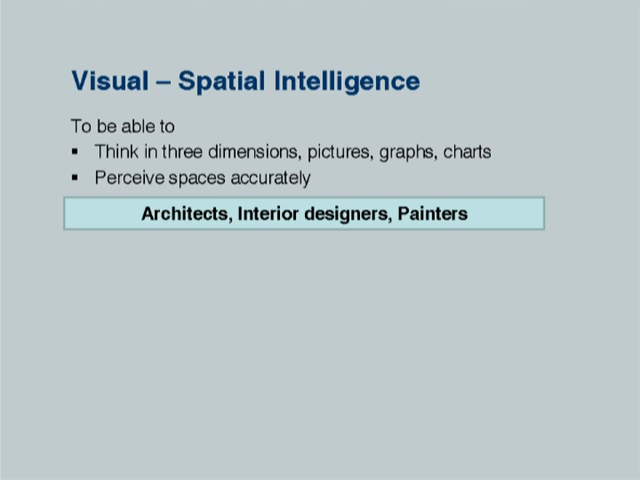 Visual – Spatial Intelligence
To be able to
▪ Think in three dimensions, pictures, graphs, charts
▪ Perceive spaces accurately
Architects, Interior designers, Painters